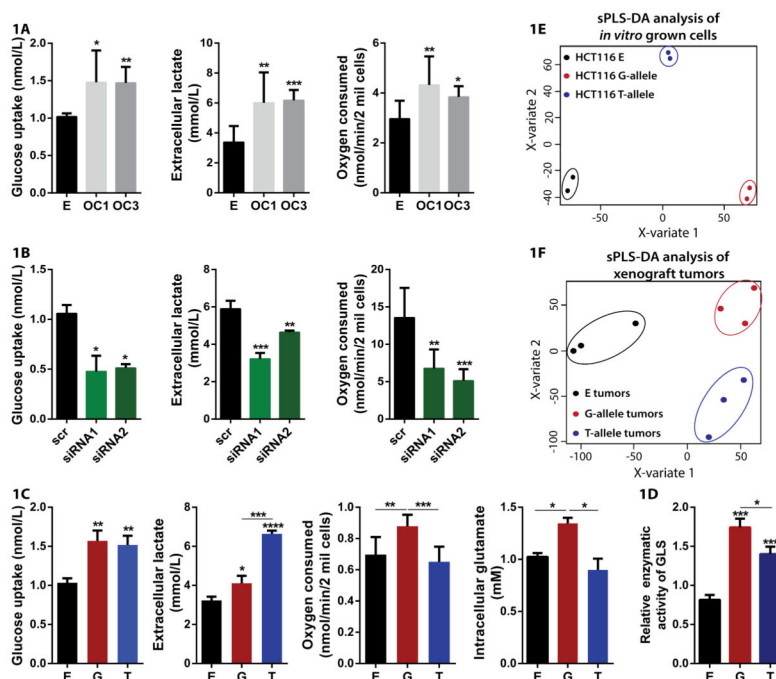 1A
Glucose uptake (nmol/L)
2.0
1.5
1.0
0.5
0.0
*
**
E OC1 OC3
Extracellular lactate
(mmol/L)
10
8
6
4
2
0
**
***
E OC1 OC3
Oxygen consumed
(nmol/min/2 mil cells)
6
4
2
0
**
*
E OC1 OC3
1E
sPLS-DA analysis of
in vitro grown cells
HCT116 E
HCT116 G-allele
HCT116 T-allele
X-variate 2
60
20
0
-20
-40
-50 0 50
X-variate 1
1B
Glucose uptake (nmol/L)
1.5
1.0
0.5
0.0
*
*
scr siRNA1 siRNA2
Extracellular lactate
(mmol/L)
8
6
4
2
0
***
**
scr siRNA1 siRNA2
Oxygen consumed
(nmol/min/2 mil cells)
20
15
10
5
0
**
***
scr siRNA1 siRNA2
1F
sPLS-DA analysis of
xenograft tumors
E tumors
G-allele tumors
T-allele tumors
X-variate 2
50
0
-50
-100
-100 -50 0 50
X-variate 1
1C
Glucose uptake (nmol/L)
2.0
1.5
1.0
0.5
0.0
**
**
E G T
Extracellular lactate
(mmol/L)
8
6
4
2
0
***
*
****
E G T
Oxygen consumed
(nmol/min/2 mil cells)
1.0
0.8
0.6
0.4
0.2
0.0
**
***
E G T
Intracellular glutamate
(mM)
1.5
1.0
0.5
0.0
*
*
E G T
1D
Relative enzymatic
activity of GLS
2.0
1.5
1.0
0.5
0.0
*
***
***
E G T